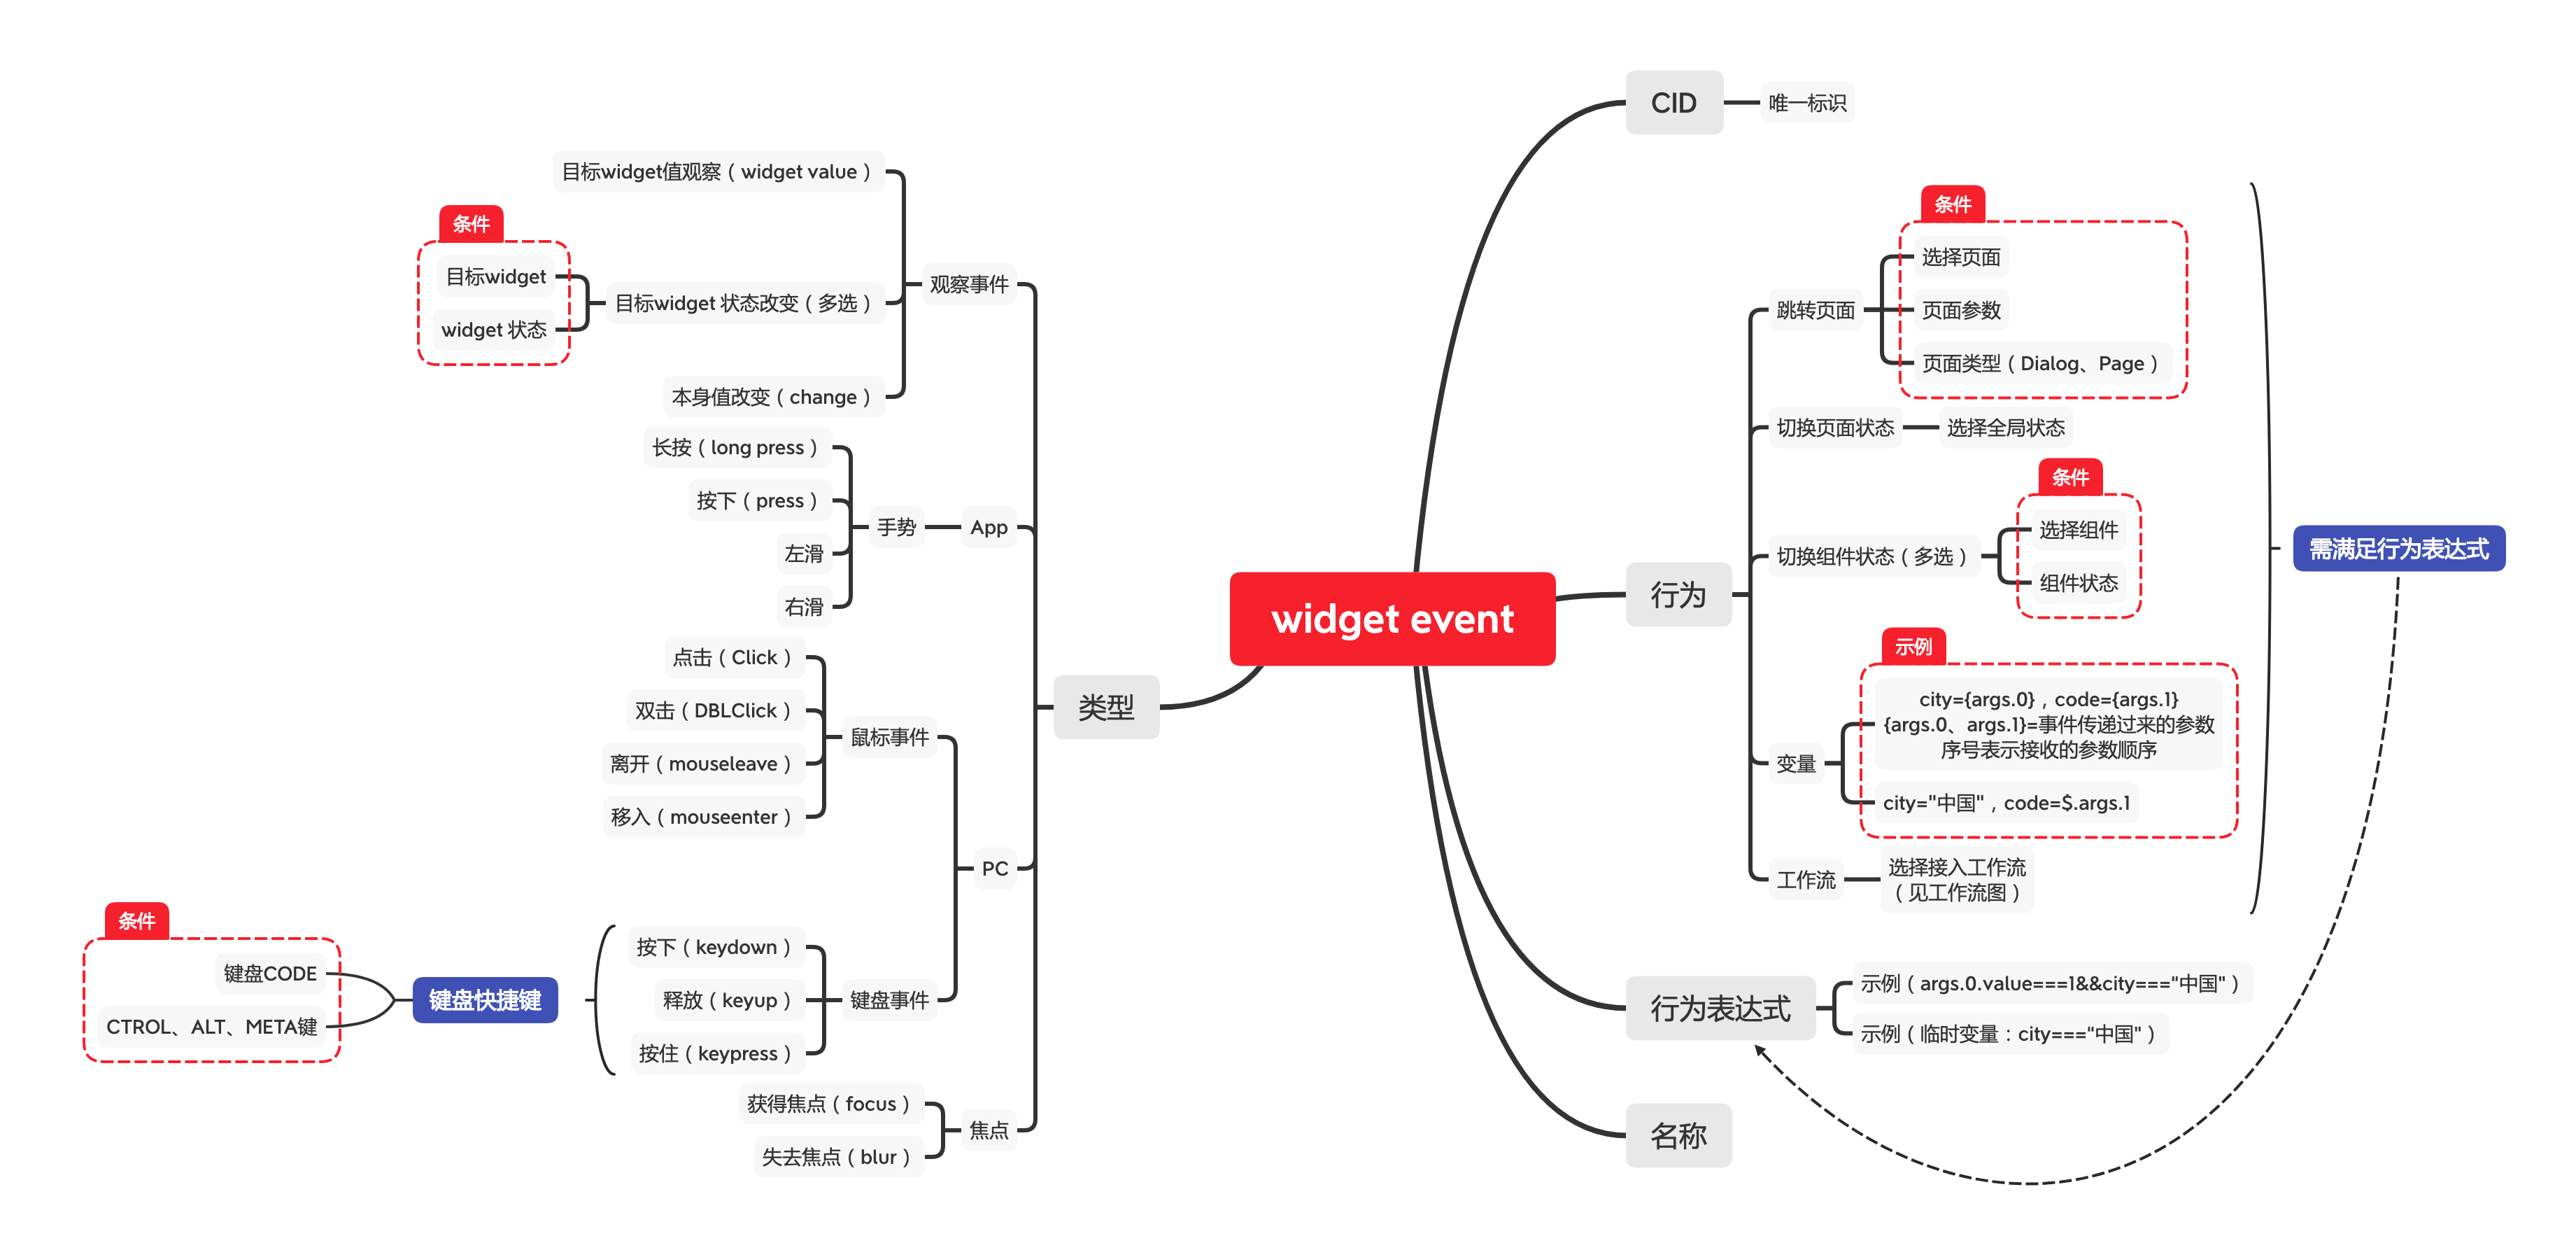 widget event
CID
唯一标识
行为
跳转页面
条件
选择页面
页面参数
页面类型（Dialog、Page）
切换页面状态
选择全局状态
切换组件状态（多选）
条件
选择组件
组件状态
变量
示例
city={args.0}，code={args.1}
{args.0、args.1}=事件传递过来的参数
序号表示接收的参数顺序
city="中国"，code=$.args.1
工作流
选择接入工作流
（见工作流图）
需满足行为表达式
行为表达式
示例（args.0.value===1&&city==="中国"）
示例（临时变量：city==="中国"）
名称
类型
观察事件
目标widget值观察（widget value）
目标widget 状态改变（多选）
条件
目标widget
widget 状态
本身值改变（change）
App
手势
长按（long press）
按下（press）
左滑
右滑
PC
鼠标事件
点击（Click）
双击（DBLClick）
离开（mouseleave）
移入（mouseenter）
键盘事件
按下（keydown）
释放（keyup）
按住（keypress）
键盘快捷键
条件
键盘CODE
CTROL、ALT、META键
焦点
获得焦点（focus）
失去焦点（blur）